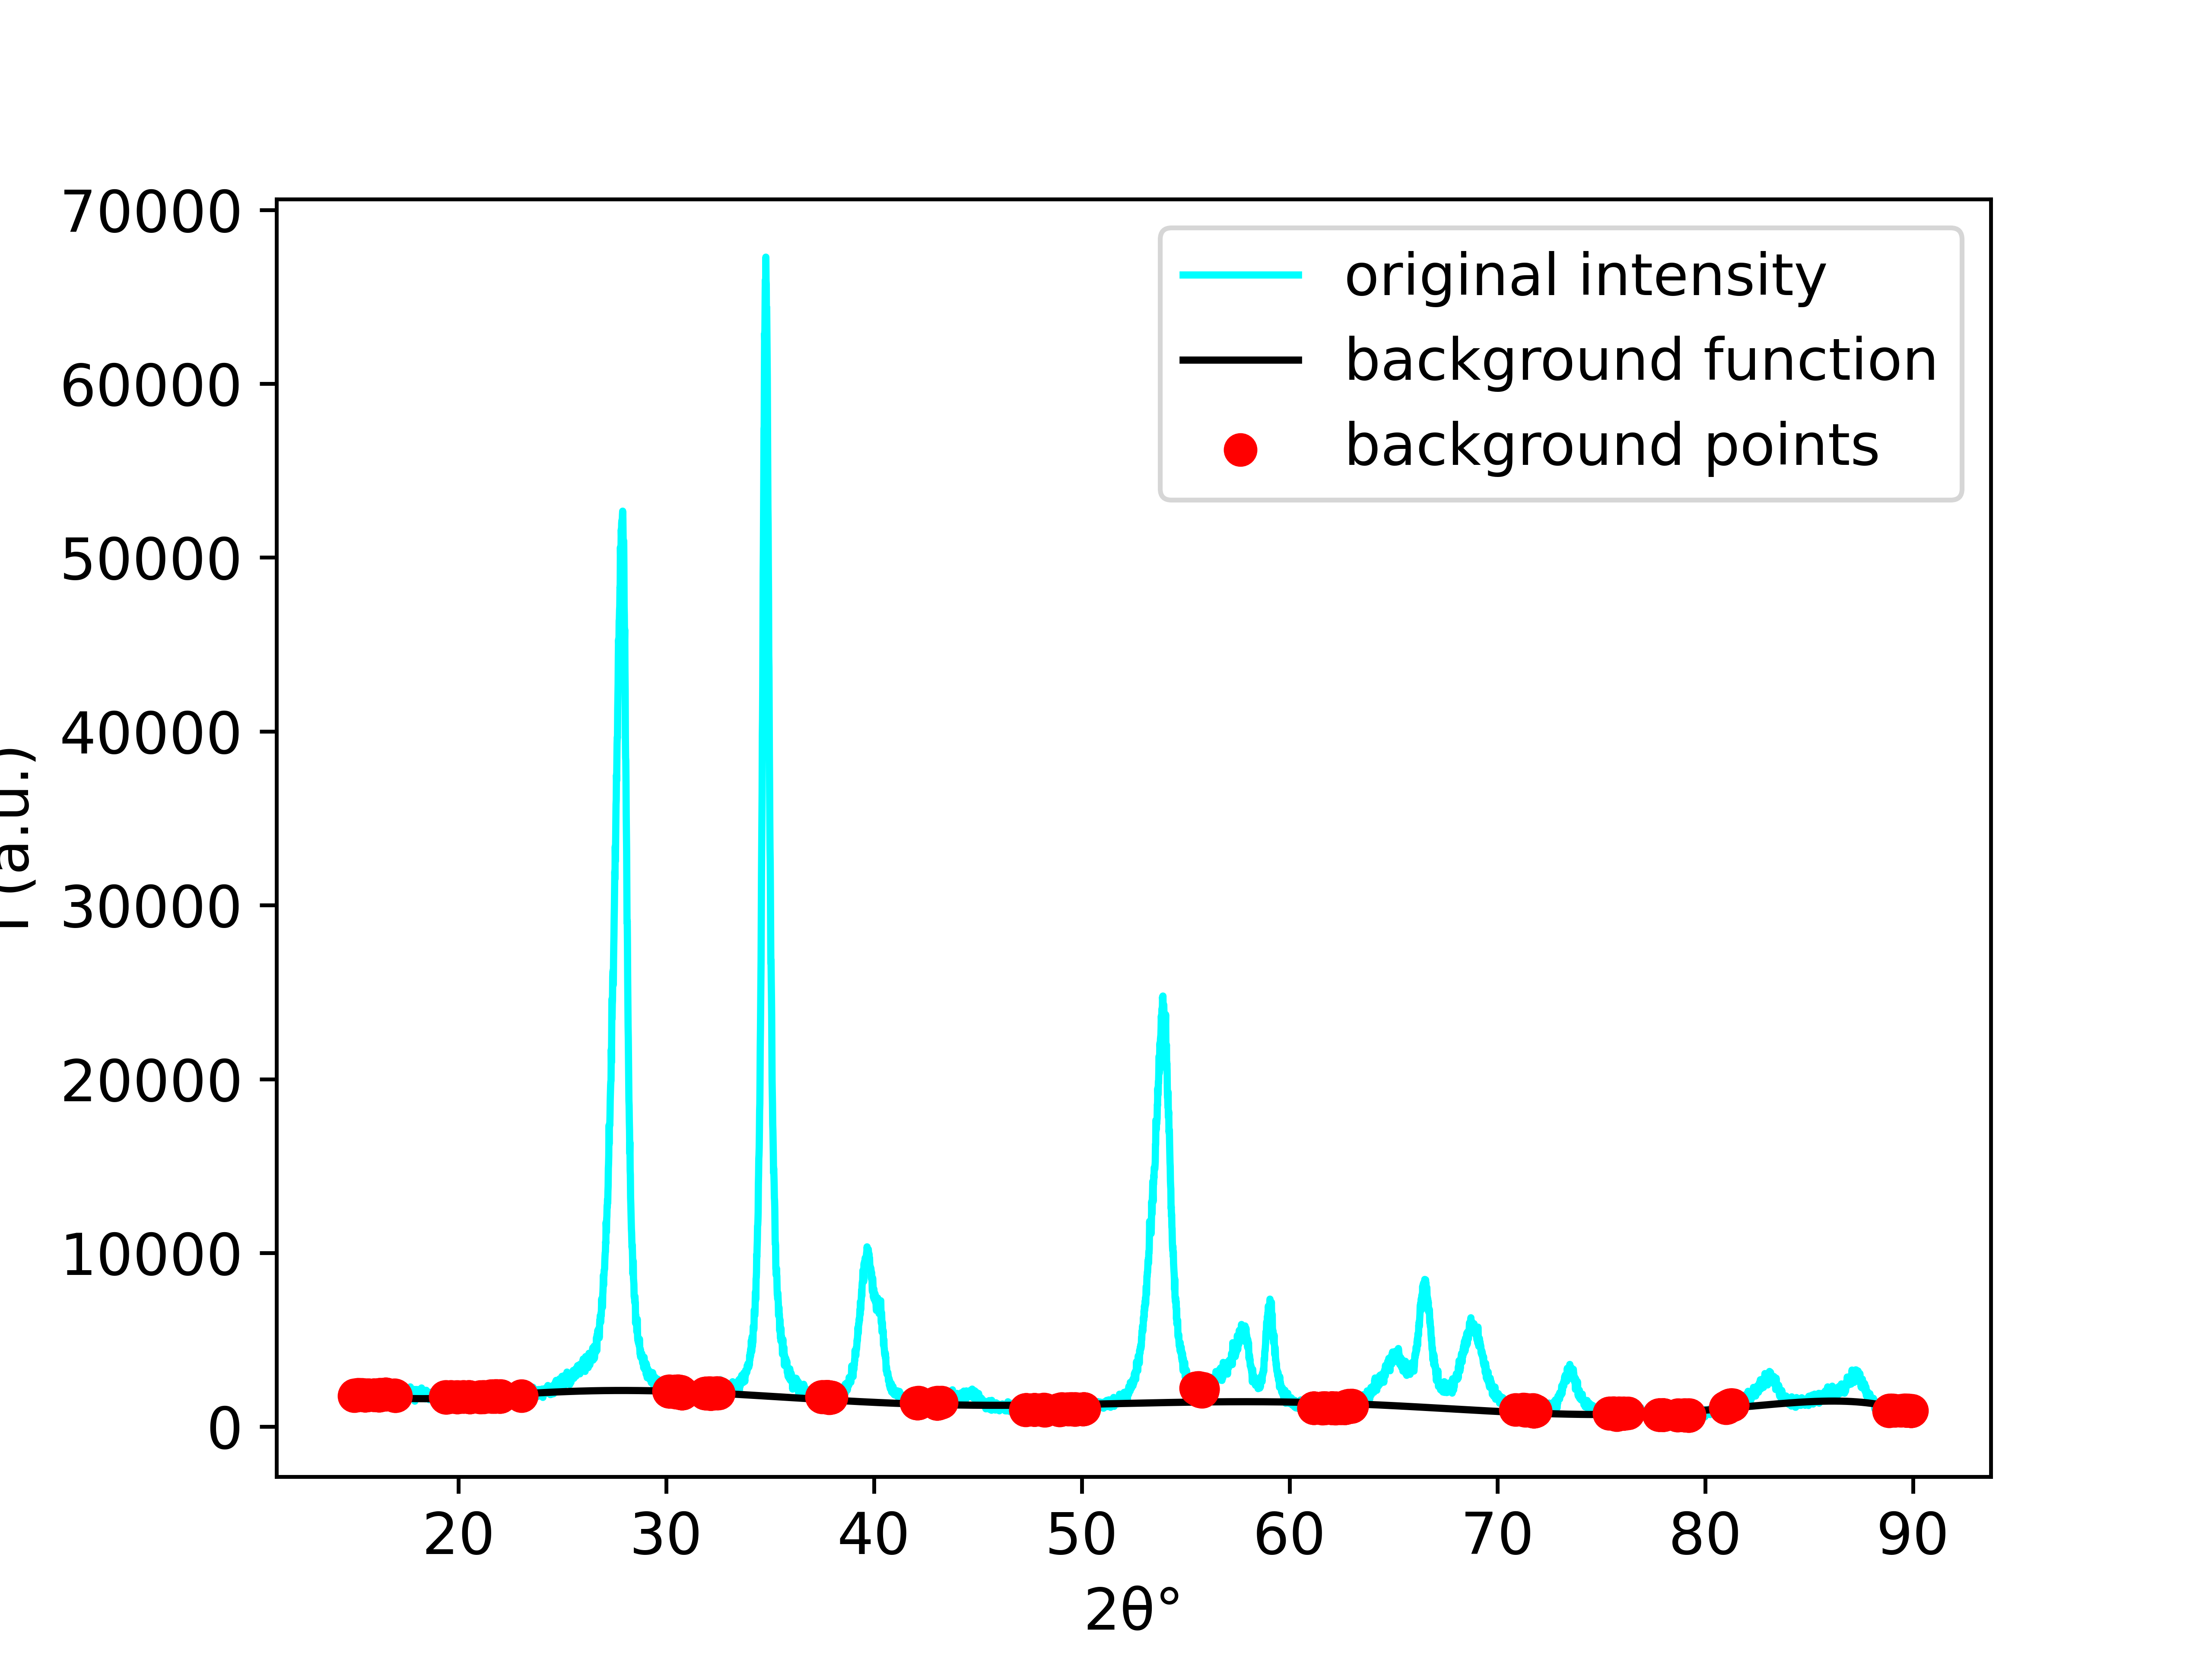 70000
60000
50000
40000
30000
20000
10000
0
(a.u.)
original intensity
background function
background points
20 30 40 50 60 70 80 90
2θ°